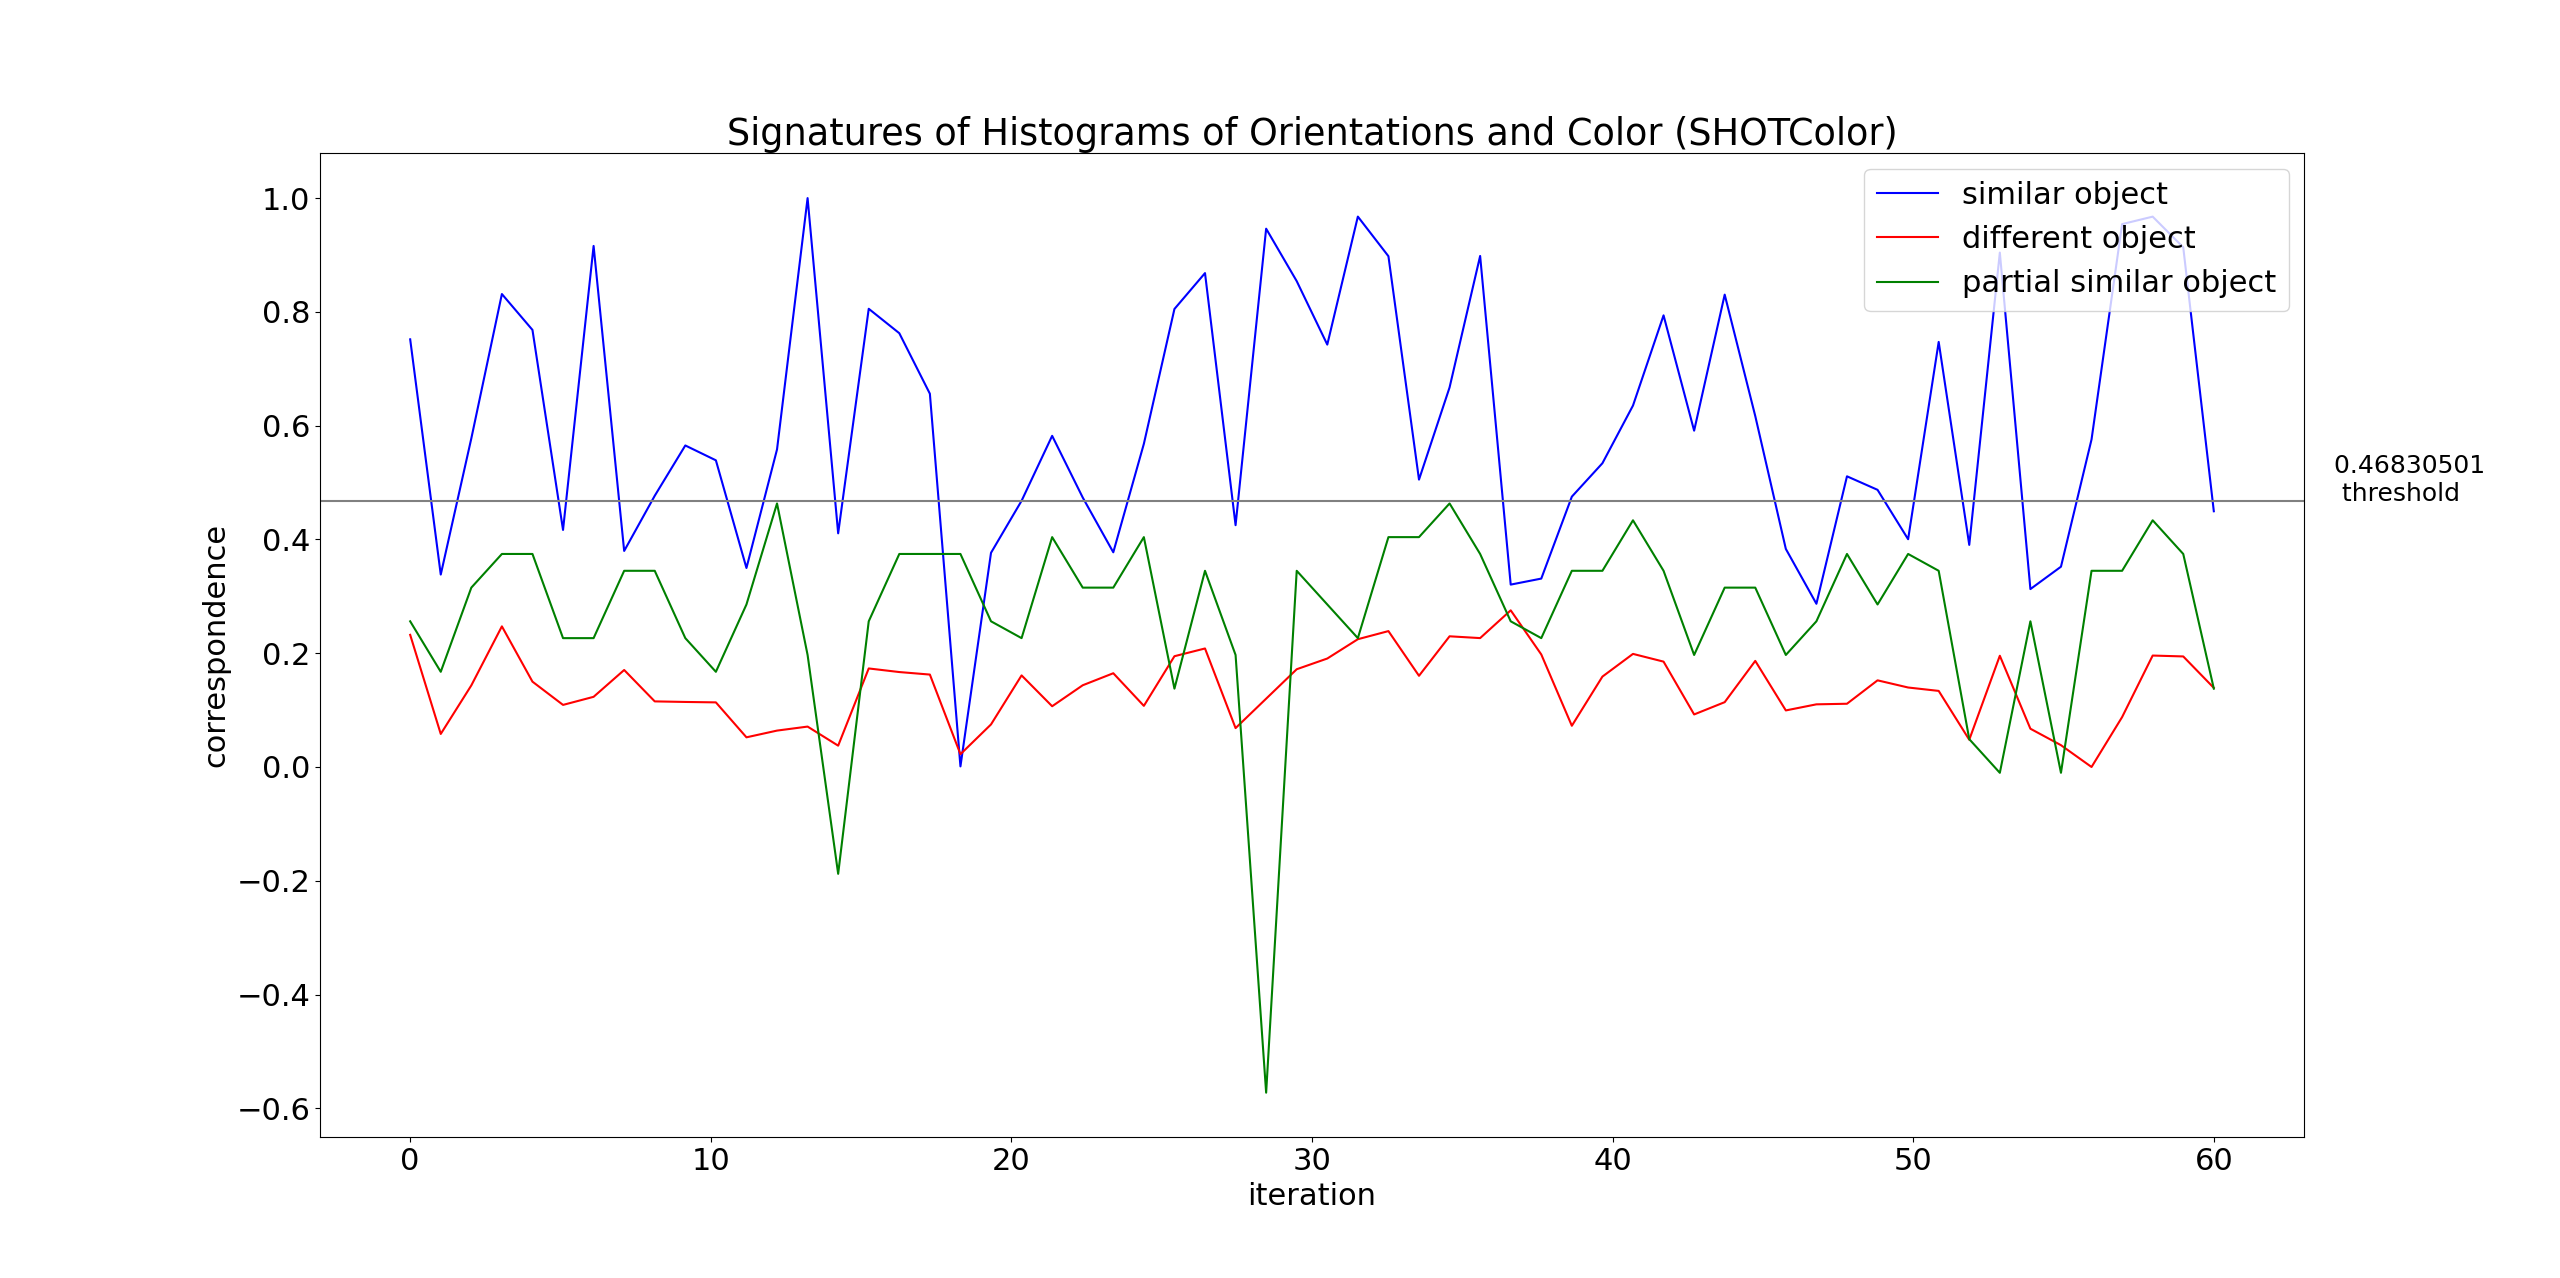 Signatures of Histograms of Orientations and Color (SHOTColor)
similar object
different object
partial similar object
1.0
0.8
0.6
0.4
0.2
0.0
−0.2
−0.4
−0.6
correspondence
0.46830501
threshold
0 10 20 30 40 50 60
iteration